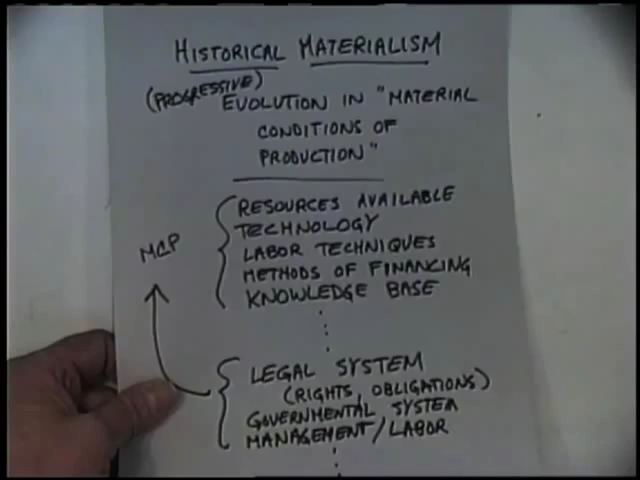 HISTORICAL MATERIALISM
(PROGRESSIVE)
EVOLUTION IN "MATERIAL
CONDITIONS OF
PRODUCTION"
MCP
RESOURCES AVAILABLE
TECHNOLOGY
LABOR TECHNIQUES
METHODS OF FINANCING
KNOWLEDGE BASE
LEGAL SYSTEM
(RIGHTS, OBLIGATIONS)
GOVERNMENTAL SYSTEM
MANAGEMENT/LABOR